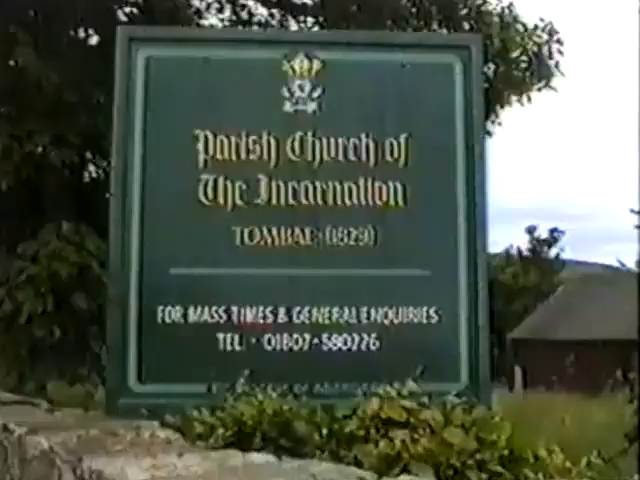 Parish Church of
The Incarnation
TOMBAE (1829)
FOR MASS TIMES & GENERAL ENQUIRIES
TEL · 01807-580226